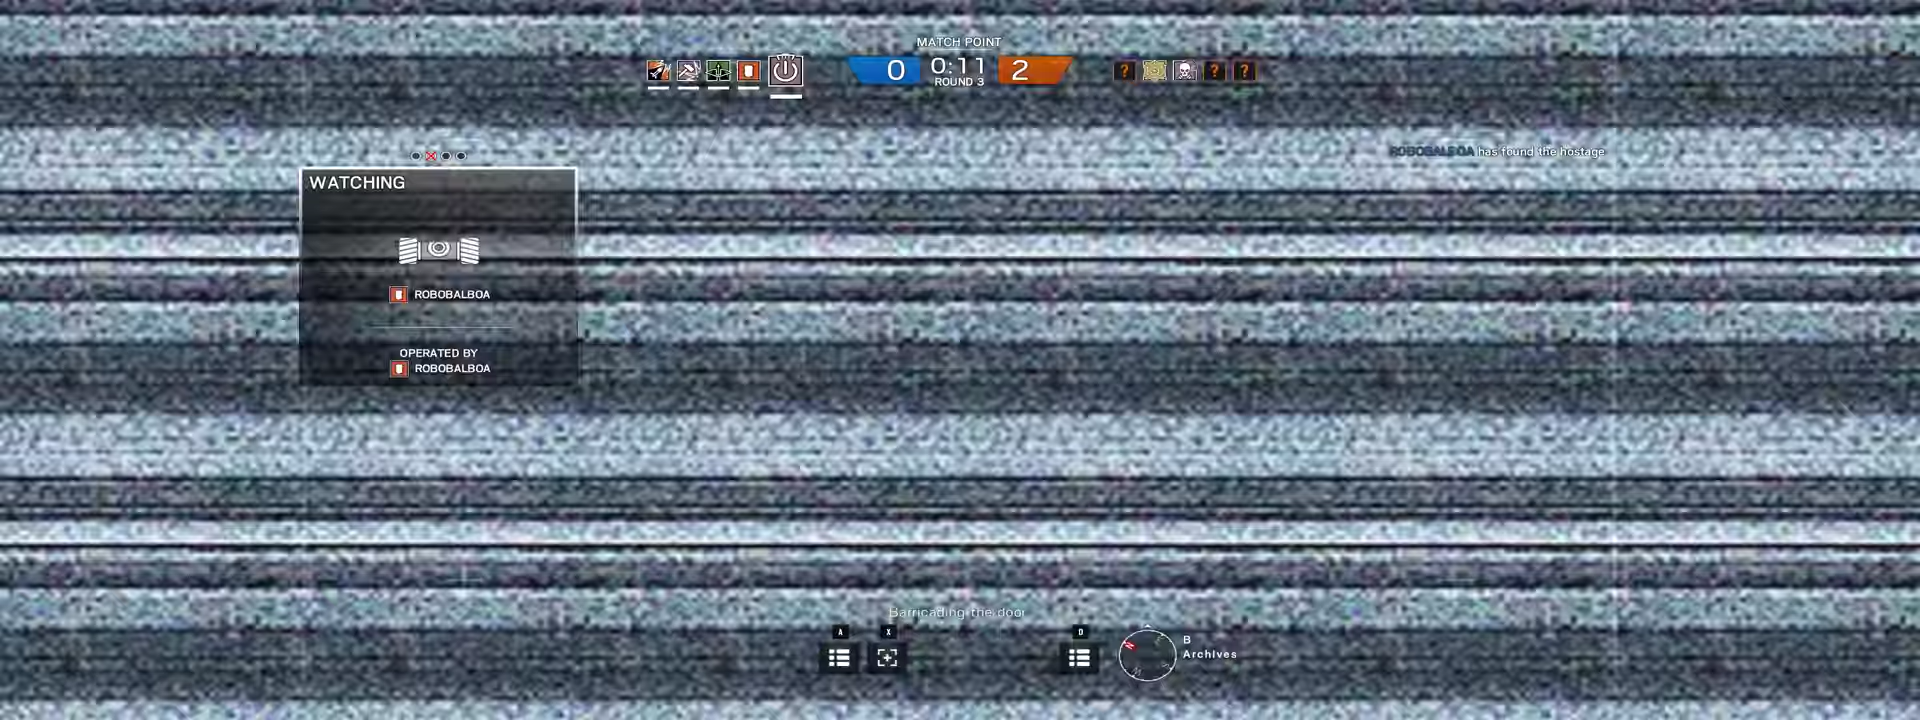 MATCH POINT
0 0:11 2
ROUND 3
? ? ?
ROBOBALBOA has found the hostage
WATCHING
ROBOBALBOA
OPERATED BY
ROBOBALBOA
Barricading the door
A X D
B
Archives
N